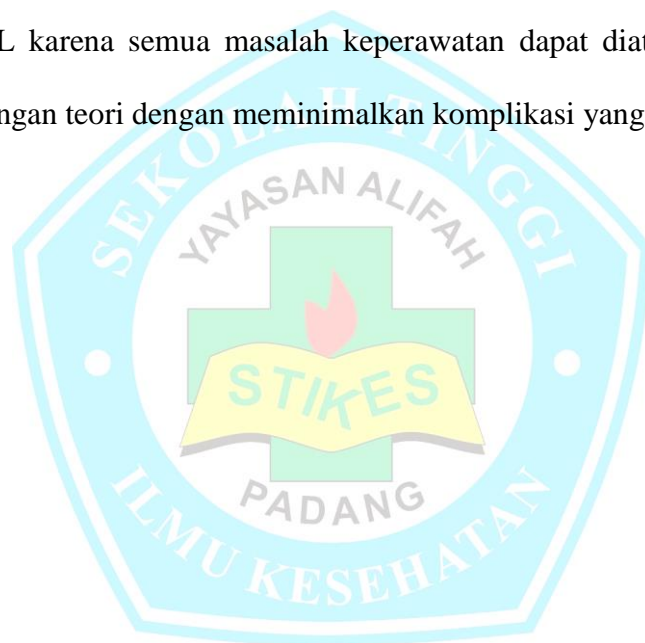 L karena semua masalah keperawatan dapat diat
ngan teori dengan meminimalkan komplikasi yang
SEKOLAH TINGGI
YAYASAN ALIFAH
STIKES
PADANG
ILMU KESEHATAN